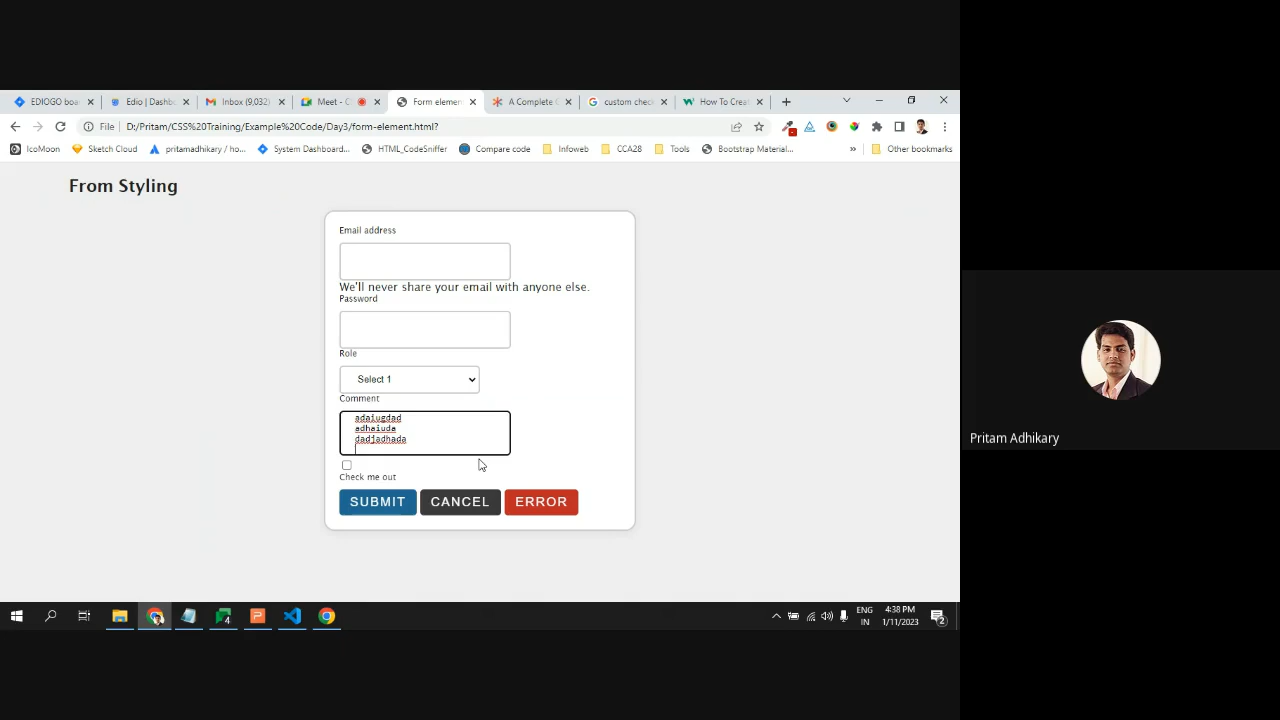 EDIOGO boa
Edio | Dashb
Inbox (9,032)
Meet - C
Form elemen
A Complete
custom chec
How To Creat
File
D:/Pritam/CSS%20Training/Example%20Code/Day3/form-element.html?
IcoMoon
Sketch Cloud
pritamadhikary / ho...
System Dashboard...
HTML_CodeSniffer
Compare code
Infoweb
CCA28
Tools
Bootstrap Material...
»
Other bookmarks
From Styling
Email address
We'll never share your email with anyone else.
Password
Role
Select 1
Comment
adaiugdad
adhaiuda
dadjadhada
Check me out
SUBMIT CANCEL ERROR
Pritam Adhikary
4
ENG
IN
4:38 PM
1/11/2023
2